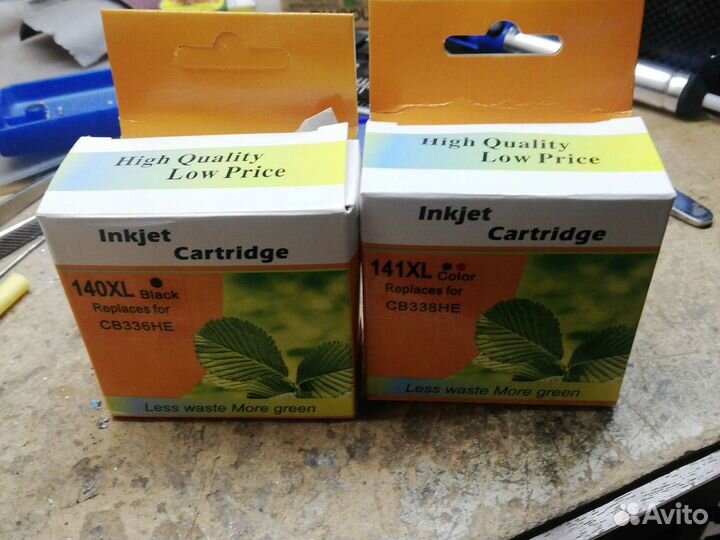 High Quality
Low Price
Inkjet
Cartridge
140XL Black
Replaces for
CB336HE
Less waste More green
High Quality
Low Price
Inkjet
Cartridge
141XL Color
Replaces for
CB338HE
Less waste More green
Avito